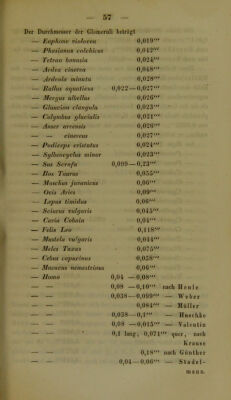 — 57 —
Der Durchmesser der Glomeruli beträgt
— Euphone violacea 0,019'''
— Phasianus colchicus 0,042'''
— Tetrao bonasia 0,024'''
— Ardea cinerea 0,048'''
— Ardeola minuta 0,028'''
— Rallus aquaticus 0,022—0,027'''
— Mergus albellus 0,026'''
— Glaucion clangula 0,023'''
— Colymbus glacialis 0,031'''
— Anser arvensis 0,026'''
— — cinereus 0,027'''
— Podiceps cristatus 0,024'''
— Sylbeocyclus minor 0,023'''
— Sus Scrofa 0,009—0,23'''
— Bos Taurus 0,055'''
— Moschus javanicus 0,06'''
— Ovis Aries 0,09'''
— Lepus timidus 0,06'''
— Sciurus vulgaris 0,045'''
— Cavia Cobaia 0,04'''
— Felis Leo 0,118'''
— Mustela vulgaris 0,044'''
— Meles Taxus 0,075'''
— Cebus capucinus 0,058'''
— Macacus nemestrinus 0,06'''
— Homo 0,04 —0,08'''
— — 0,08 —0,10''' nach Henle
— — 0,038—0,099''' — Weber
— — 0,084''' — Müller
— — 0,038—0,1''' — Huschke
— — 0,08 —0,015''' — Valentin
— — 0,1 lang; 0,071''' quer, nach
Krause
— — 0,18''' nach Günther
— — 0,04—0,06''' — Stadel-
mann.